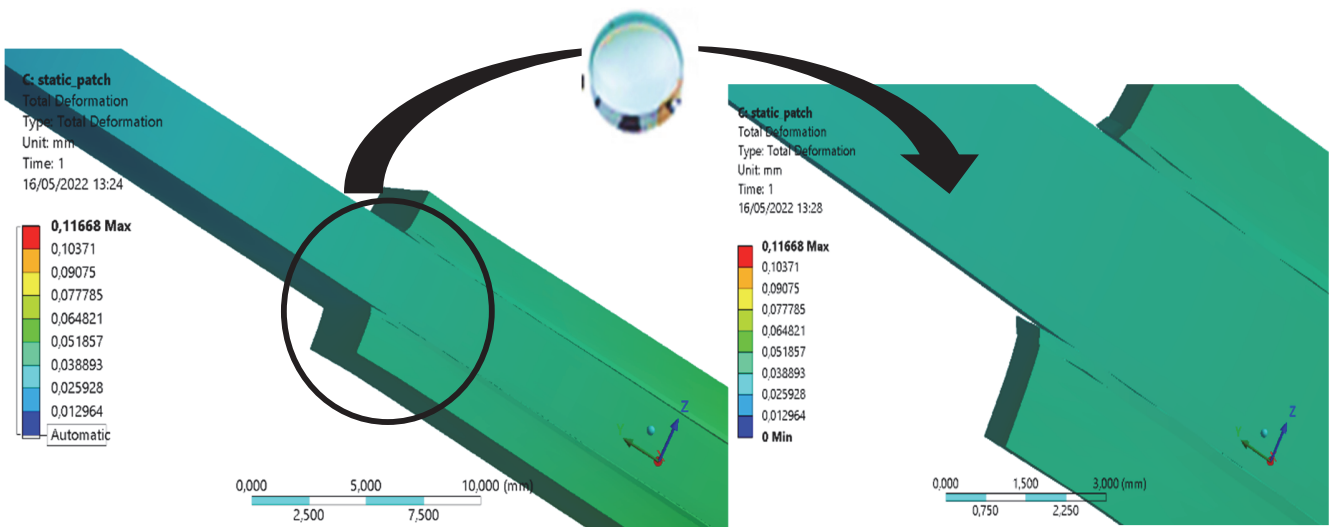 C: static_patch
Total Deformation
Type: Total Deformation
Unit: mm
Time: 1
16/05/2022 13:24
0,11668 Max
0,10371
0,09075
0,077785
0,064821
0,051857
0,038893
0,025928
0,012964
Automatic
Z
0,000 5,000 10,000 (mm)
2,500 7,500
C: static_patch
Total Deformation
Type: Total Deformation
Unit: mm
Time: 1
16/05/2022 13:28
0,11668 Max
0,10371
0,09075
0,077785
0,064821
0,051857
0,038893
0,025928
0,012964
0 Min
Z
0,000 1,500 3,000 (mm)
0,750 2,250